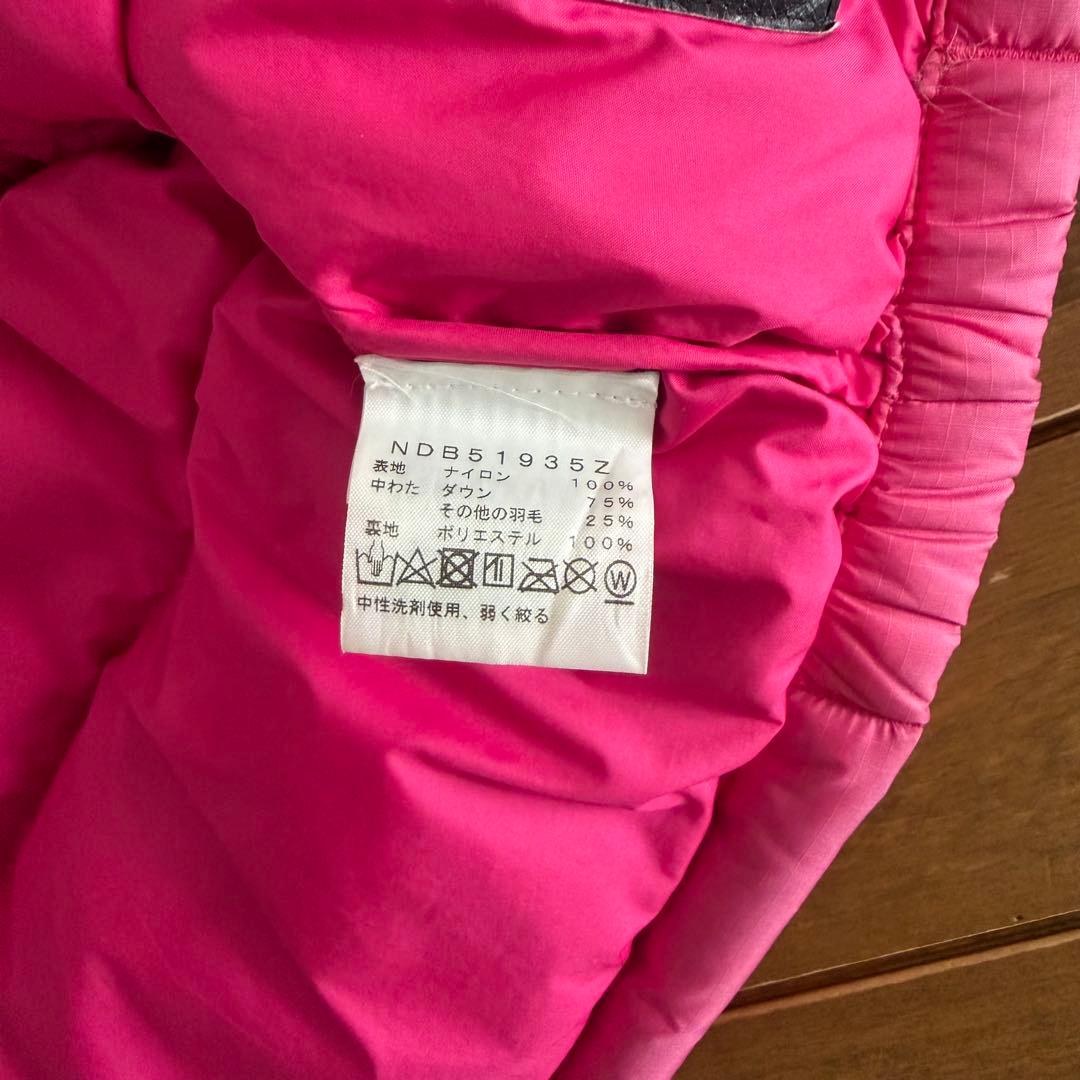 NDB51935Z
表地 ナイロン 100%
中わた ダウン 75%
その他の羽毛 25%
裏地 ポリエステル 100%
W
中性洗剤使用、弱く絞る